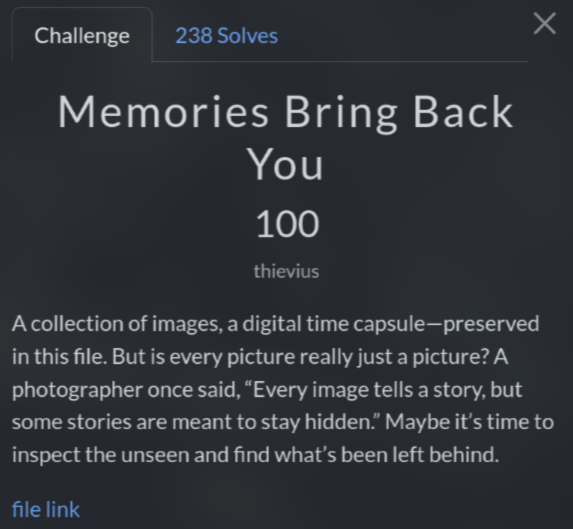 Challenge
238 Solves
Memories Bring Back
You
100
thievius
A collection of images, a digital time capsule—preserved
in this file. But is every picture really just a picture? A
photographer once said, “Every image tells a story, but
some stories are meant to stay hidden.” Maybe it’s time to
inspect the unseen and find what’s been left behind.
file link